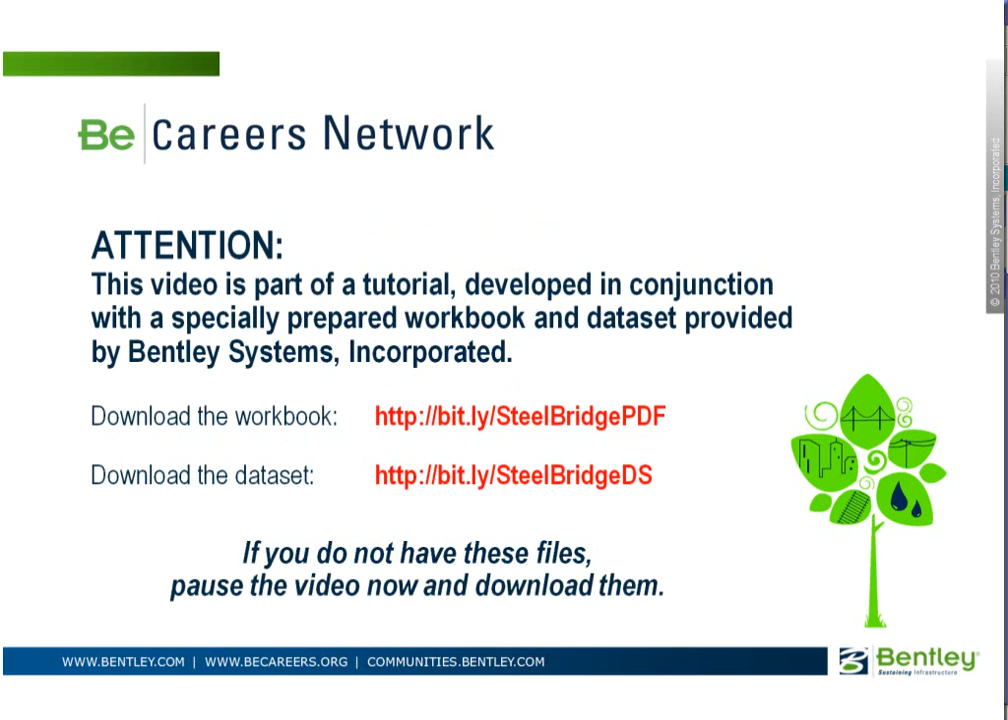 Be Careers Network
© 2010 Bentley Systems, Incorporated
ATTENTION:
This video is part of a tutorial, developed in conjunction
with a specially prepared workbook and dataset provided
by Bentley Systems, Incorporated.
Download the workbook: http://bit.ly/SteelBridgePDF
Download the dataset: http://bit.ly/SteelBridgeDS
If you do not have these files,
pause the video now and download them.
WWW.BENTLEY.COM | WWW.BECAREERS.ORG | COMMUNITIES.BENTLEY.COM
Bentley®
Sustaining Infrastructure